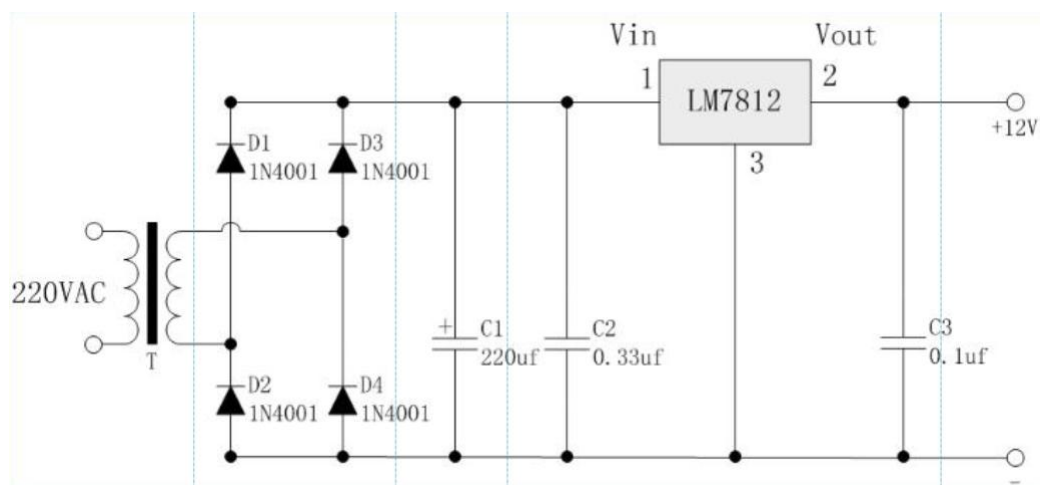 Vin
Vout
1
LM7812
2
+12V
3
D1
1N4001
D3
1N4001
220VAC
T
+
C1
220uf
C2
0.33uf
C3
0.1uf
D2
1N4001
D4
1N4001
-